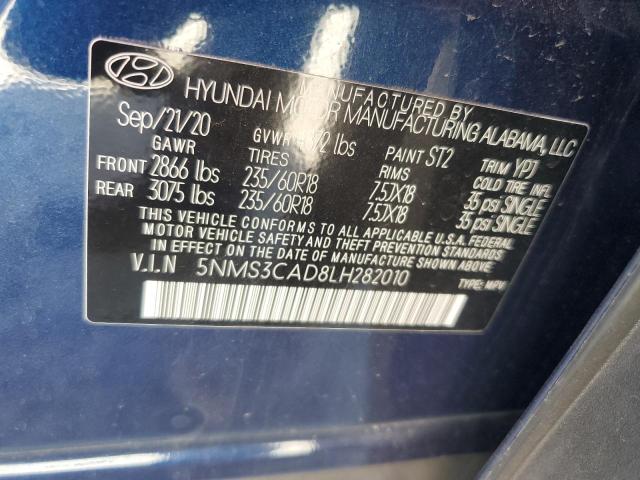 MANUFACTURED BY
HYUNDAI MOTOR MANUFACTURING ALABAMA, LLC
Sep/21/20 GVWR lbs PAINT ST2 TRIM YPJ
GAWR TIRES RIMS COLD TIRE INFL
FRONT 2866 lbs 235/60R18 7.5JX18 35 psi SINGLE
REAR 3075 lbs 235/60R18 7.5JX18 35 psi SINGLE
THIS VEHICLE CONFORMS TO ALL APPLICABLE U.S.A. FEDERAL
MOTOR VEHICLE SAFETY AND THEFT PREVENTION STANDARDS
IN EFFECT ON THE DATE OF MANUFACTURE SHOWN ABOVE.
V.I.N 5NMS3CAD8LH282010 TYPE: MPV